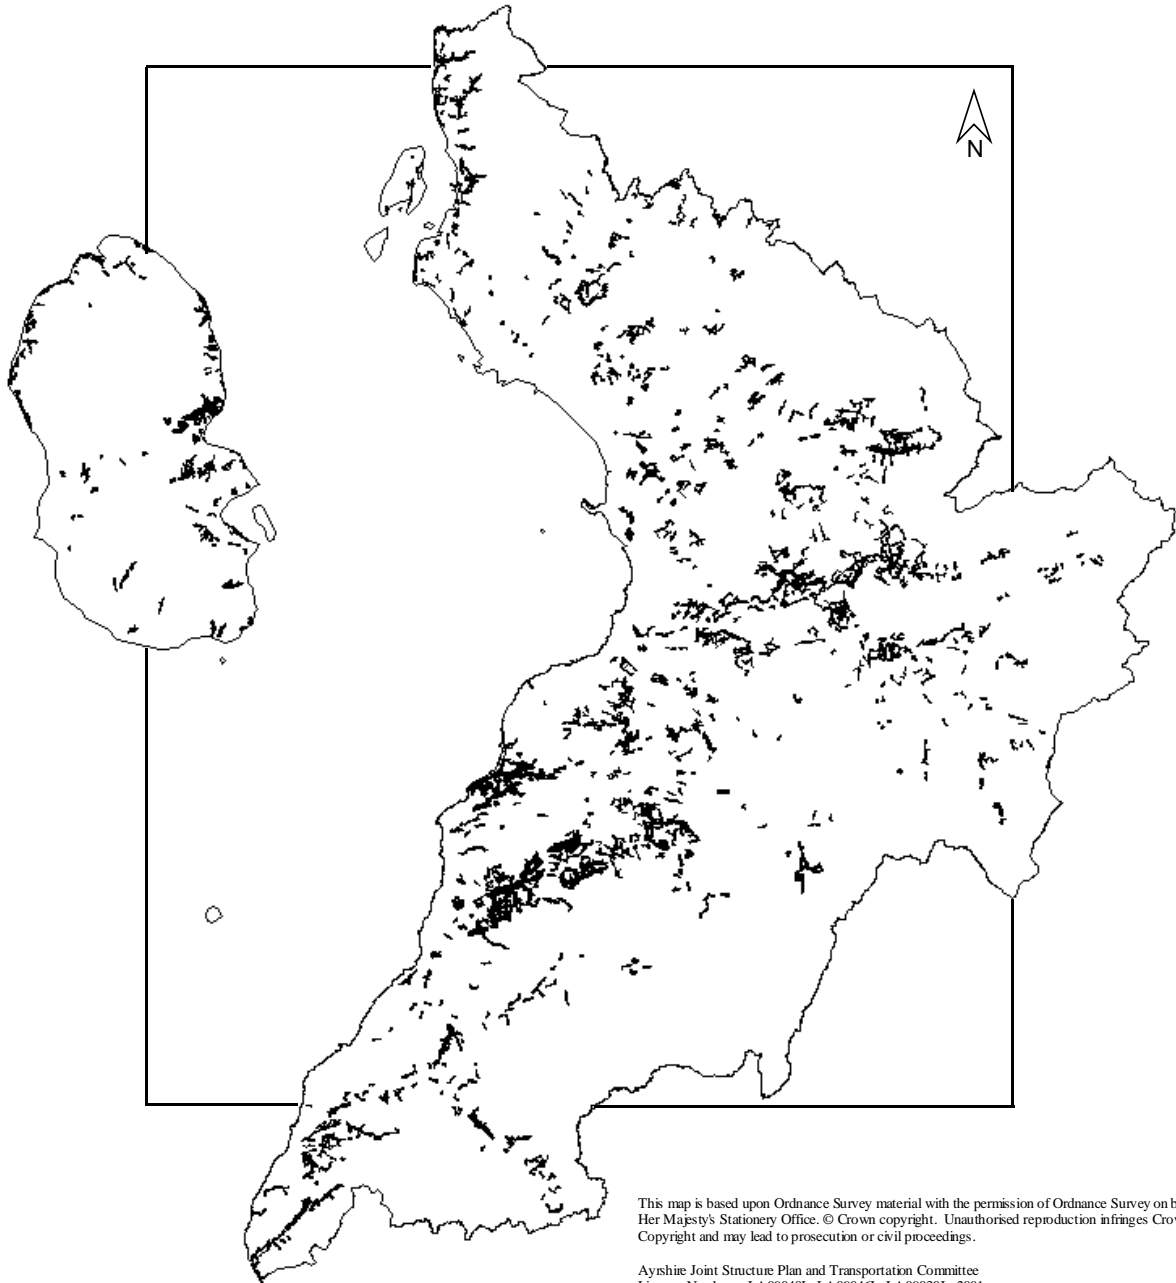 N
This map is based upon Ordnance Survey material with the permission of Ordnance Survey on b
Her Majesty's Stationery Office. © Crown copyright. Unauthorised reproduction infringes Crow
Copyright and may lead to prosecution or civil proceedings.
Ayrshire Joint Structure Plan and Transportation Committee